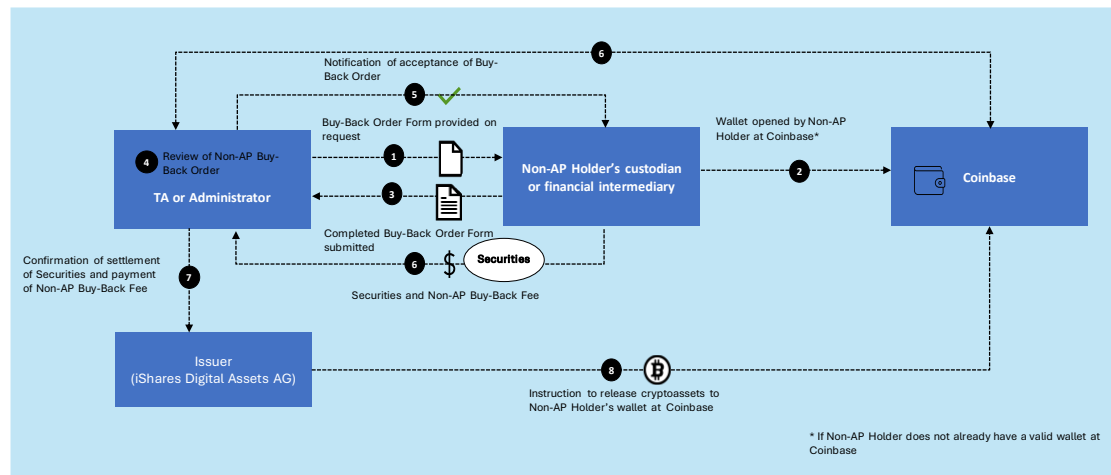 6
Notification of acceptance of Buy-
Back Order
5
Buy-Back Order Form provided on
request
Wallet opened by Non-AP
Holder at Coinbase*
4
Review of Non-AP Buy-
Back Order
TA or Administrator
1
Non-AP Holder's custodian
or financial intermediary
2
Coinbase
3
Completed Buy-Back Order Form
submitted
6
$
Securities
Securities and Non-AP Buy-Back Fee
Confirmation of settlement
of Securities and payment
of Non-AP Buy-Back Fee
7
Issuer
(iShares Digital Assets AG)
8
Instruction to release cryptoassets to
Non-AP Holder's wallet at Coinbase
* If Non-AP Holder does not already have a valid wallet at
Coinbase